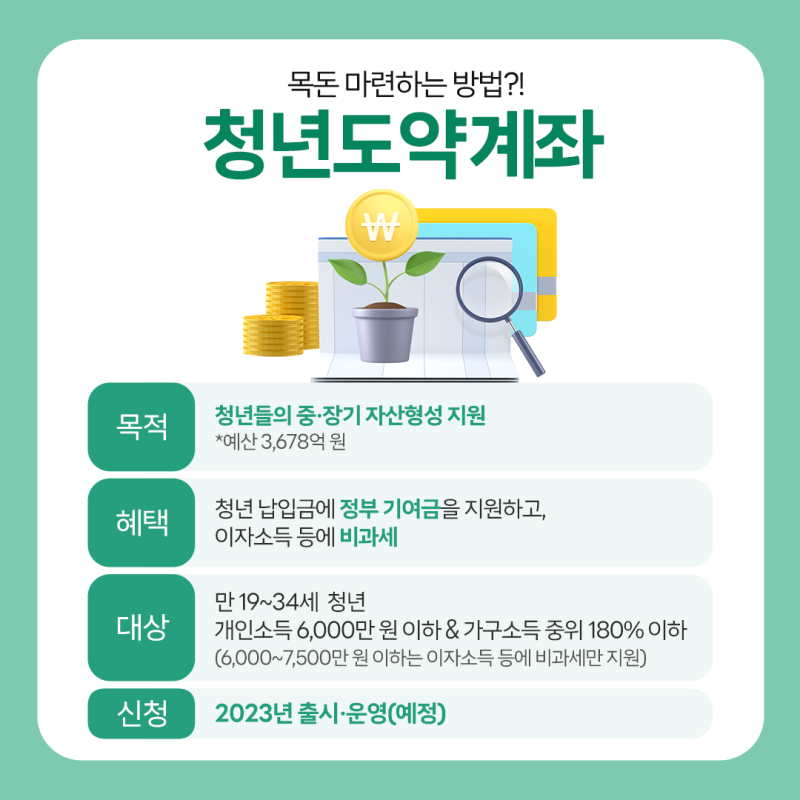 목돈 마련하는 방법?!
청년도약계좌
₩
목적
청년들의 중·장기 자산형성 지원
*예산 3,678억 원
혜택
청년 납입금에 정부 기여금을 지원하고,
이자소득 등에 비과세
대상
만 19~34세 청년
개인소득 6,000만 원 이하 & 가구소득 중위 180% 이하
(6,000~7,500만 원 이하는 이자소득 등에 비과세만 지원)
신청
2023년 출시·운영(예정)